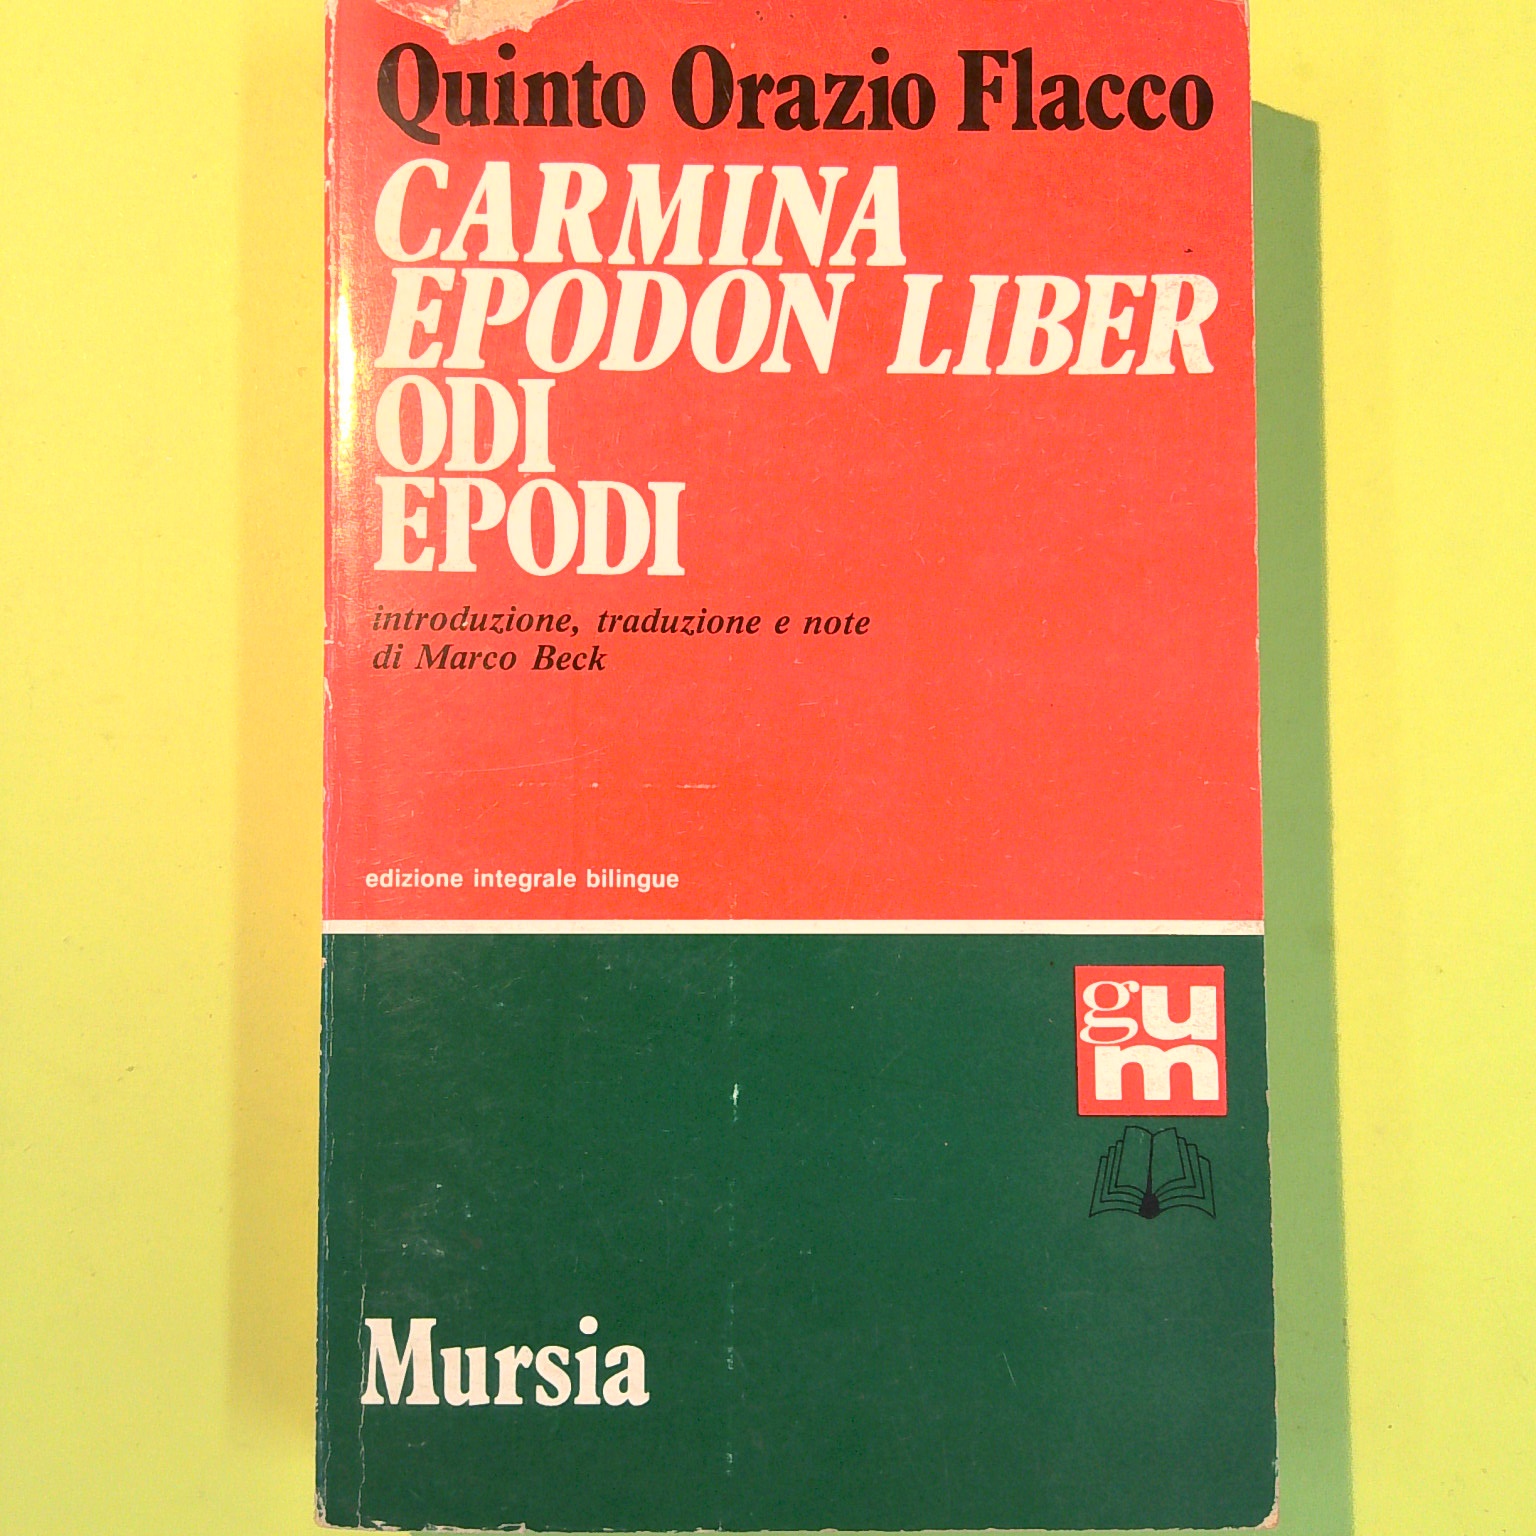 Quinto Orazio Flacco
CARMINA
EPODON LIBER
ODI
EPODI
introduzione, traduzione e note
di Marco Beck
edizione integrale bilingue
gu
m
Mursia